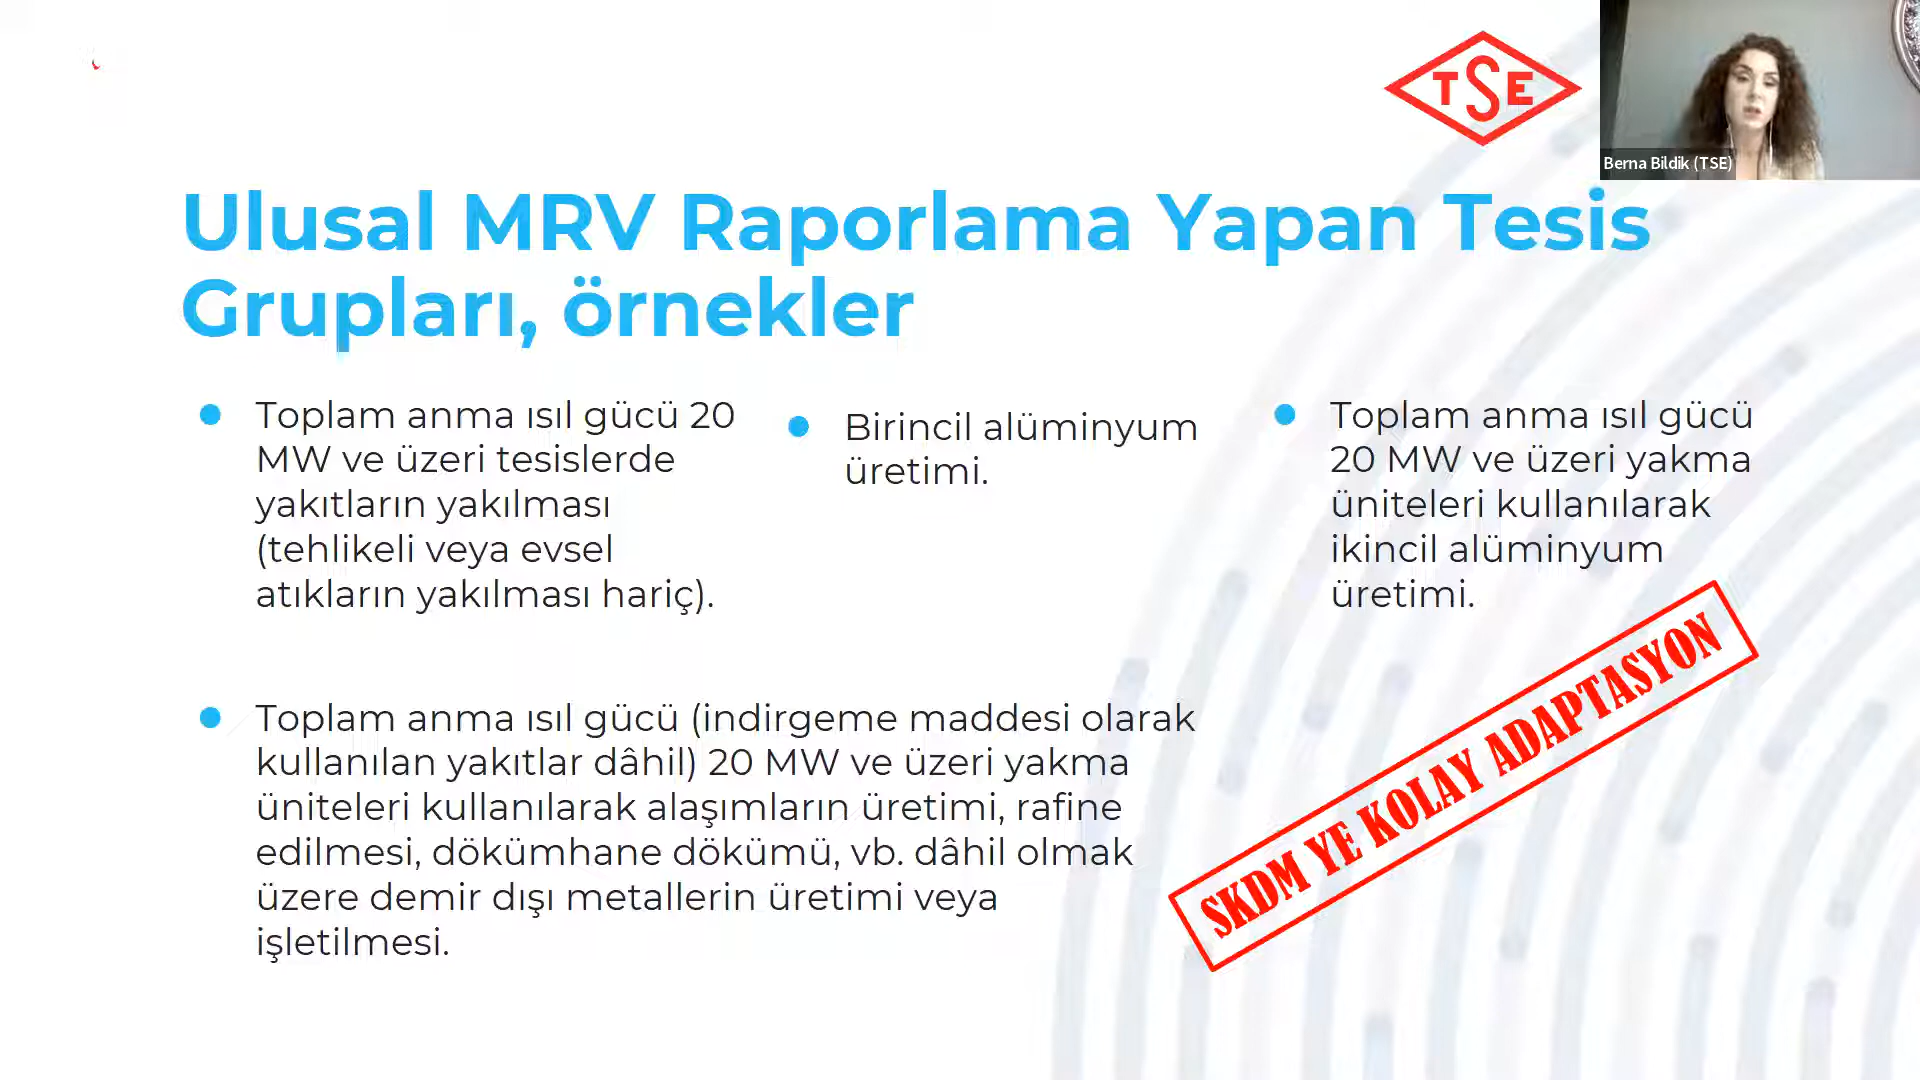 TSE
Berna Bildik (TSE)
Ulusal MRV Raporlama Yapan Tesis
Grupları, örnekler
Toplam anma ısıl gücü 20
MW ve üzeri tesislerde
yakıtların yakılması
(tehlikeli veya evsel
atıkların yakılması hariç).
Birincil alüminyum
üretimi.
Toplam anma ısıl gücü
20 MW ve üzeri yakma
üniteleri kullanılarak
ikincil alüminyum
üretimi.
Toplam anma ısıl gücü (indirgeme maddesi olarak
kullanılan yakıtlar dâhil) 20 MW ve üzeri yakma
üniteleri kullanılarak alaşımların üretimi, rafine
edilmesi, dökümhane dökümü, vb. dâhil olmak
üzere demir dışı metallerin üretimi veya
işletilmesi.
SKDM YE KOLAY ADAPTASYON